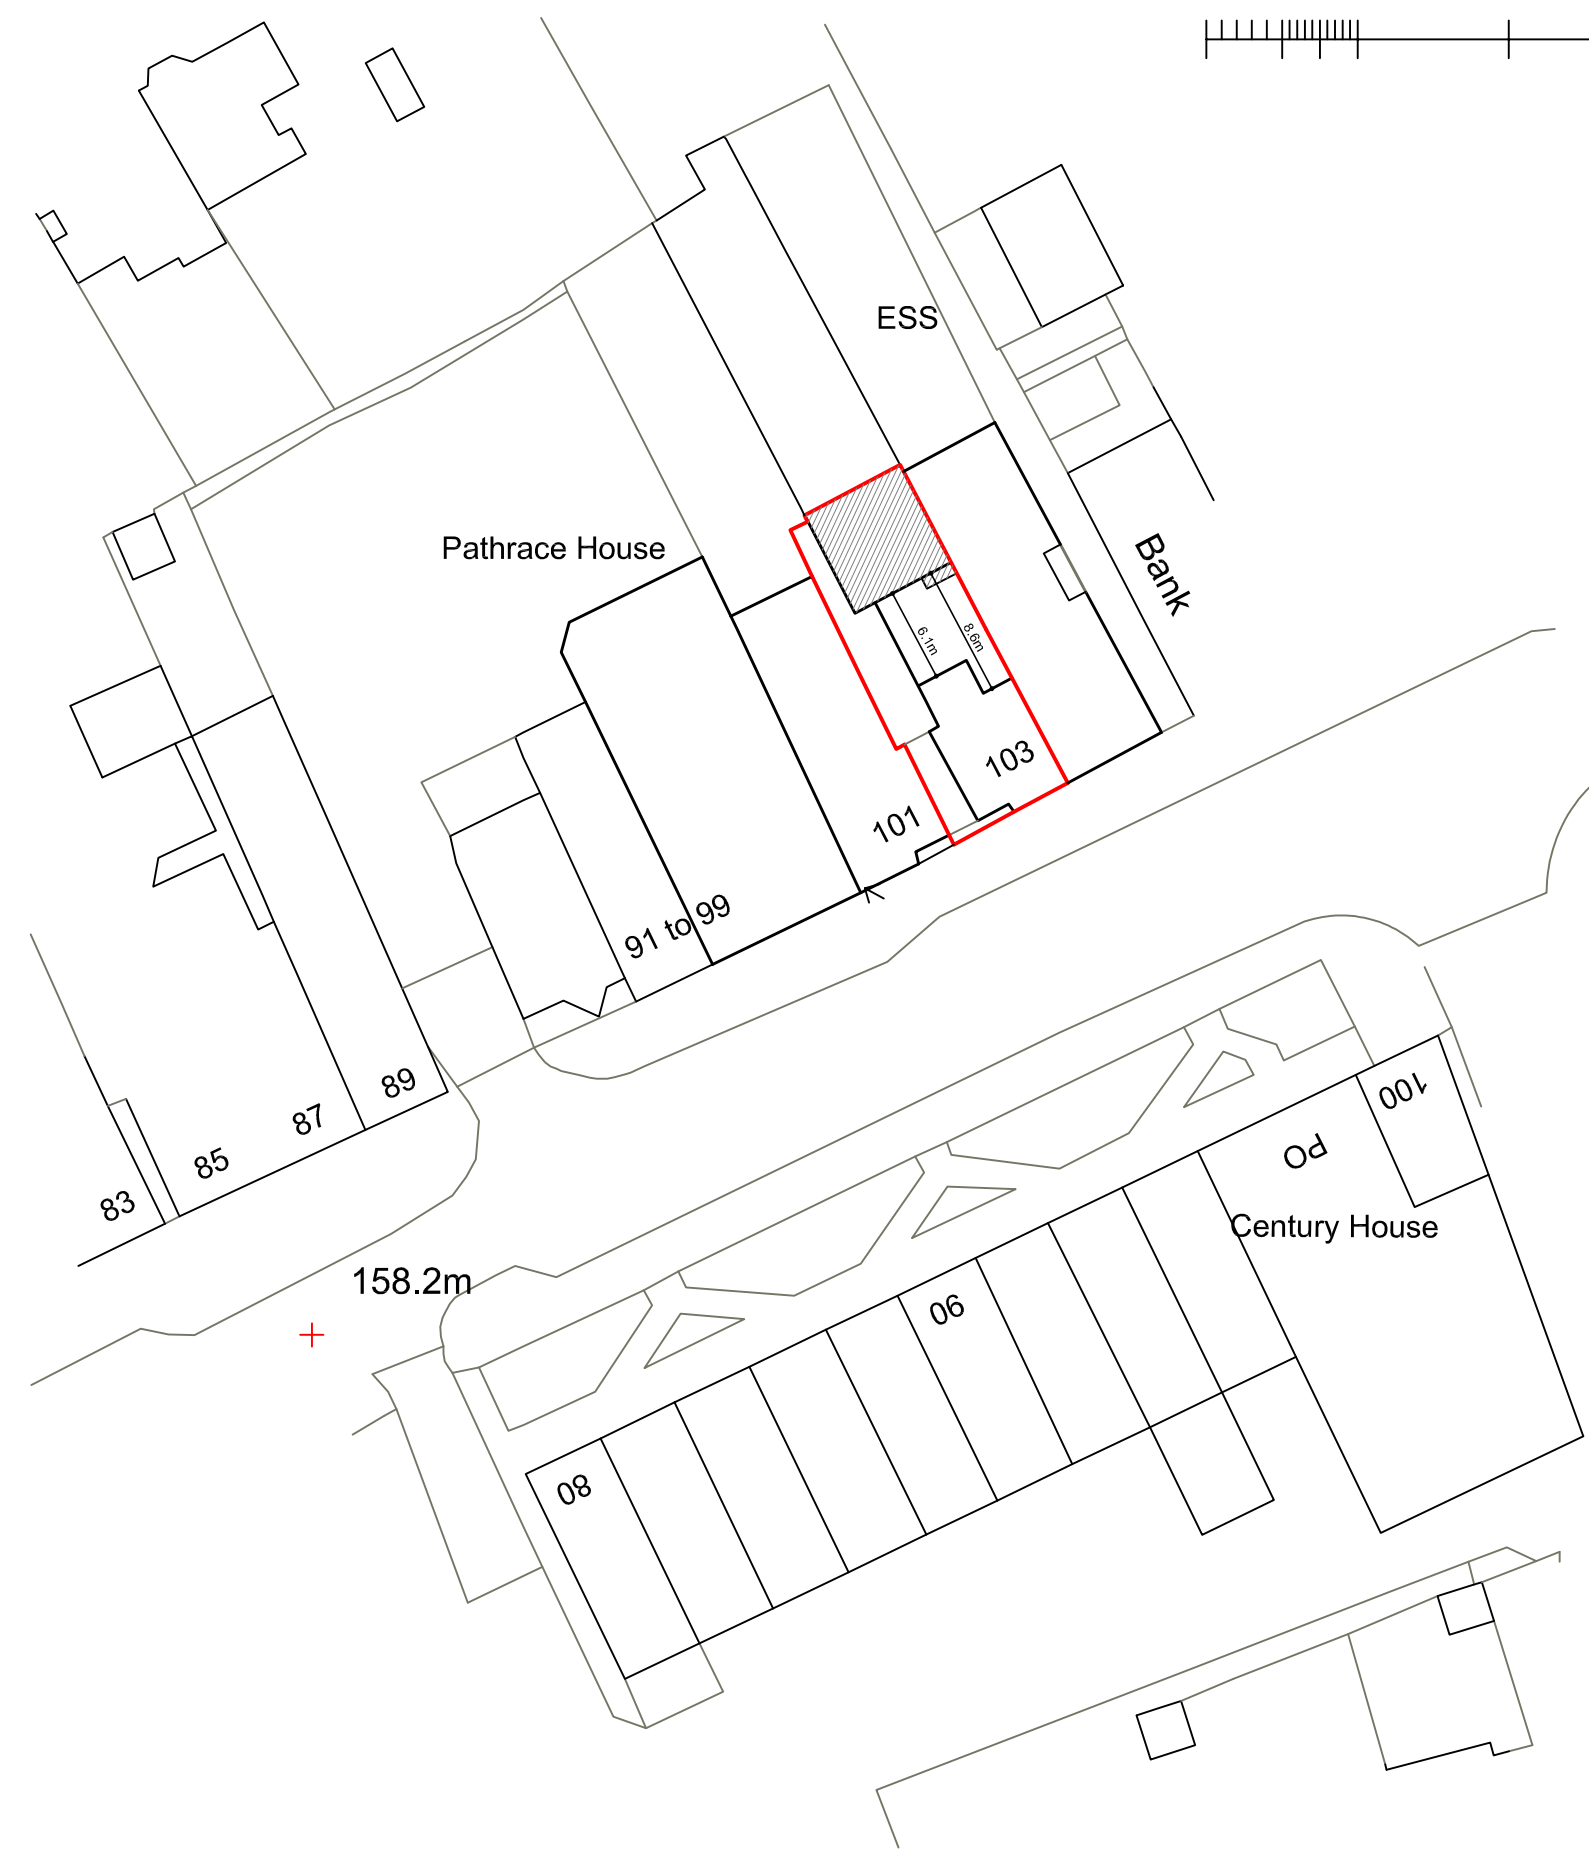 ESS
Pathrace House
Bank
6.1m
8.6m
103
101
91 to 99
89
87
85
83
100
PO
Century House
158.2m
90
80